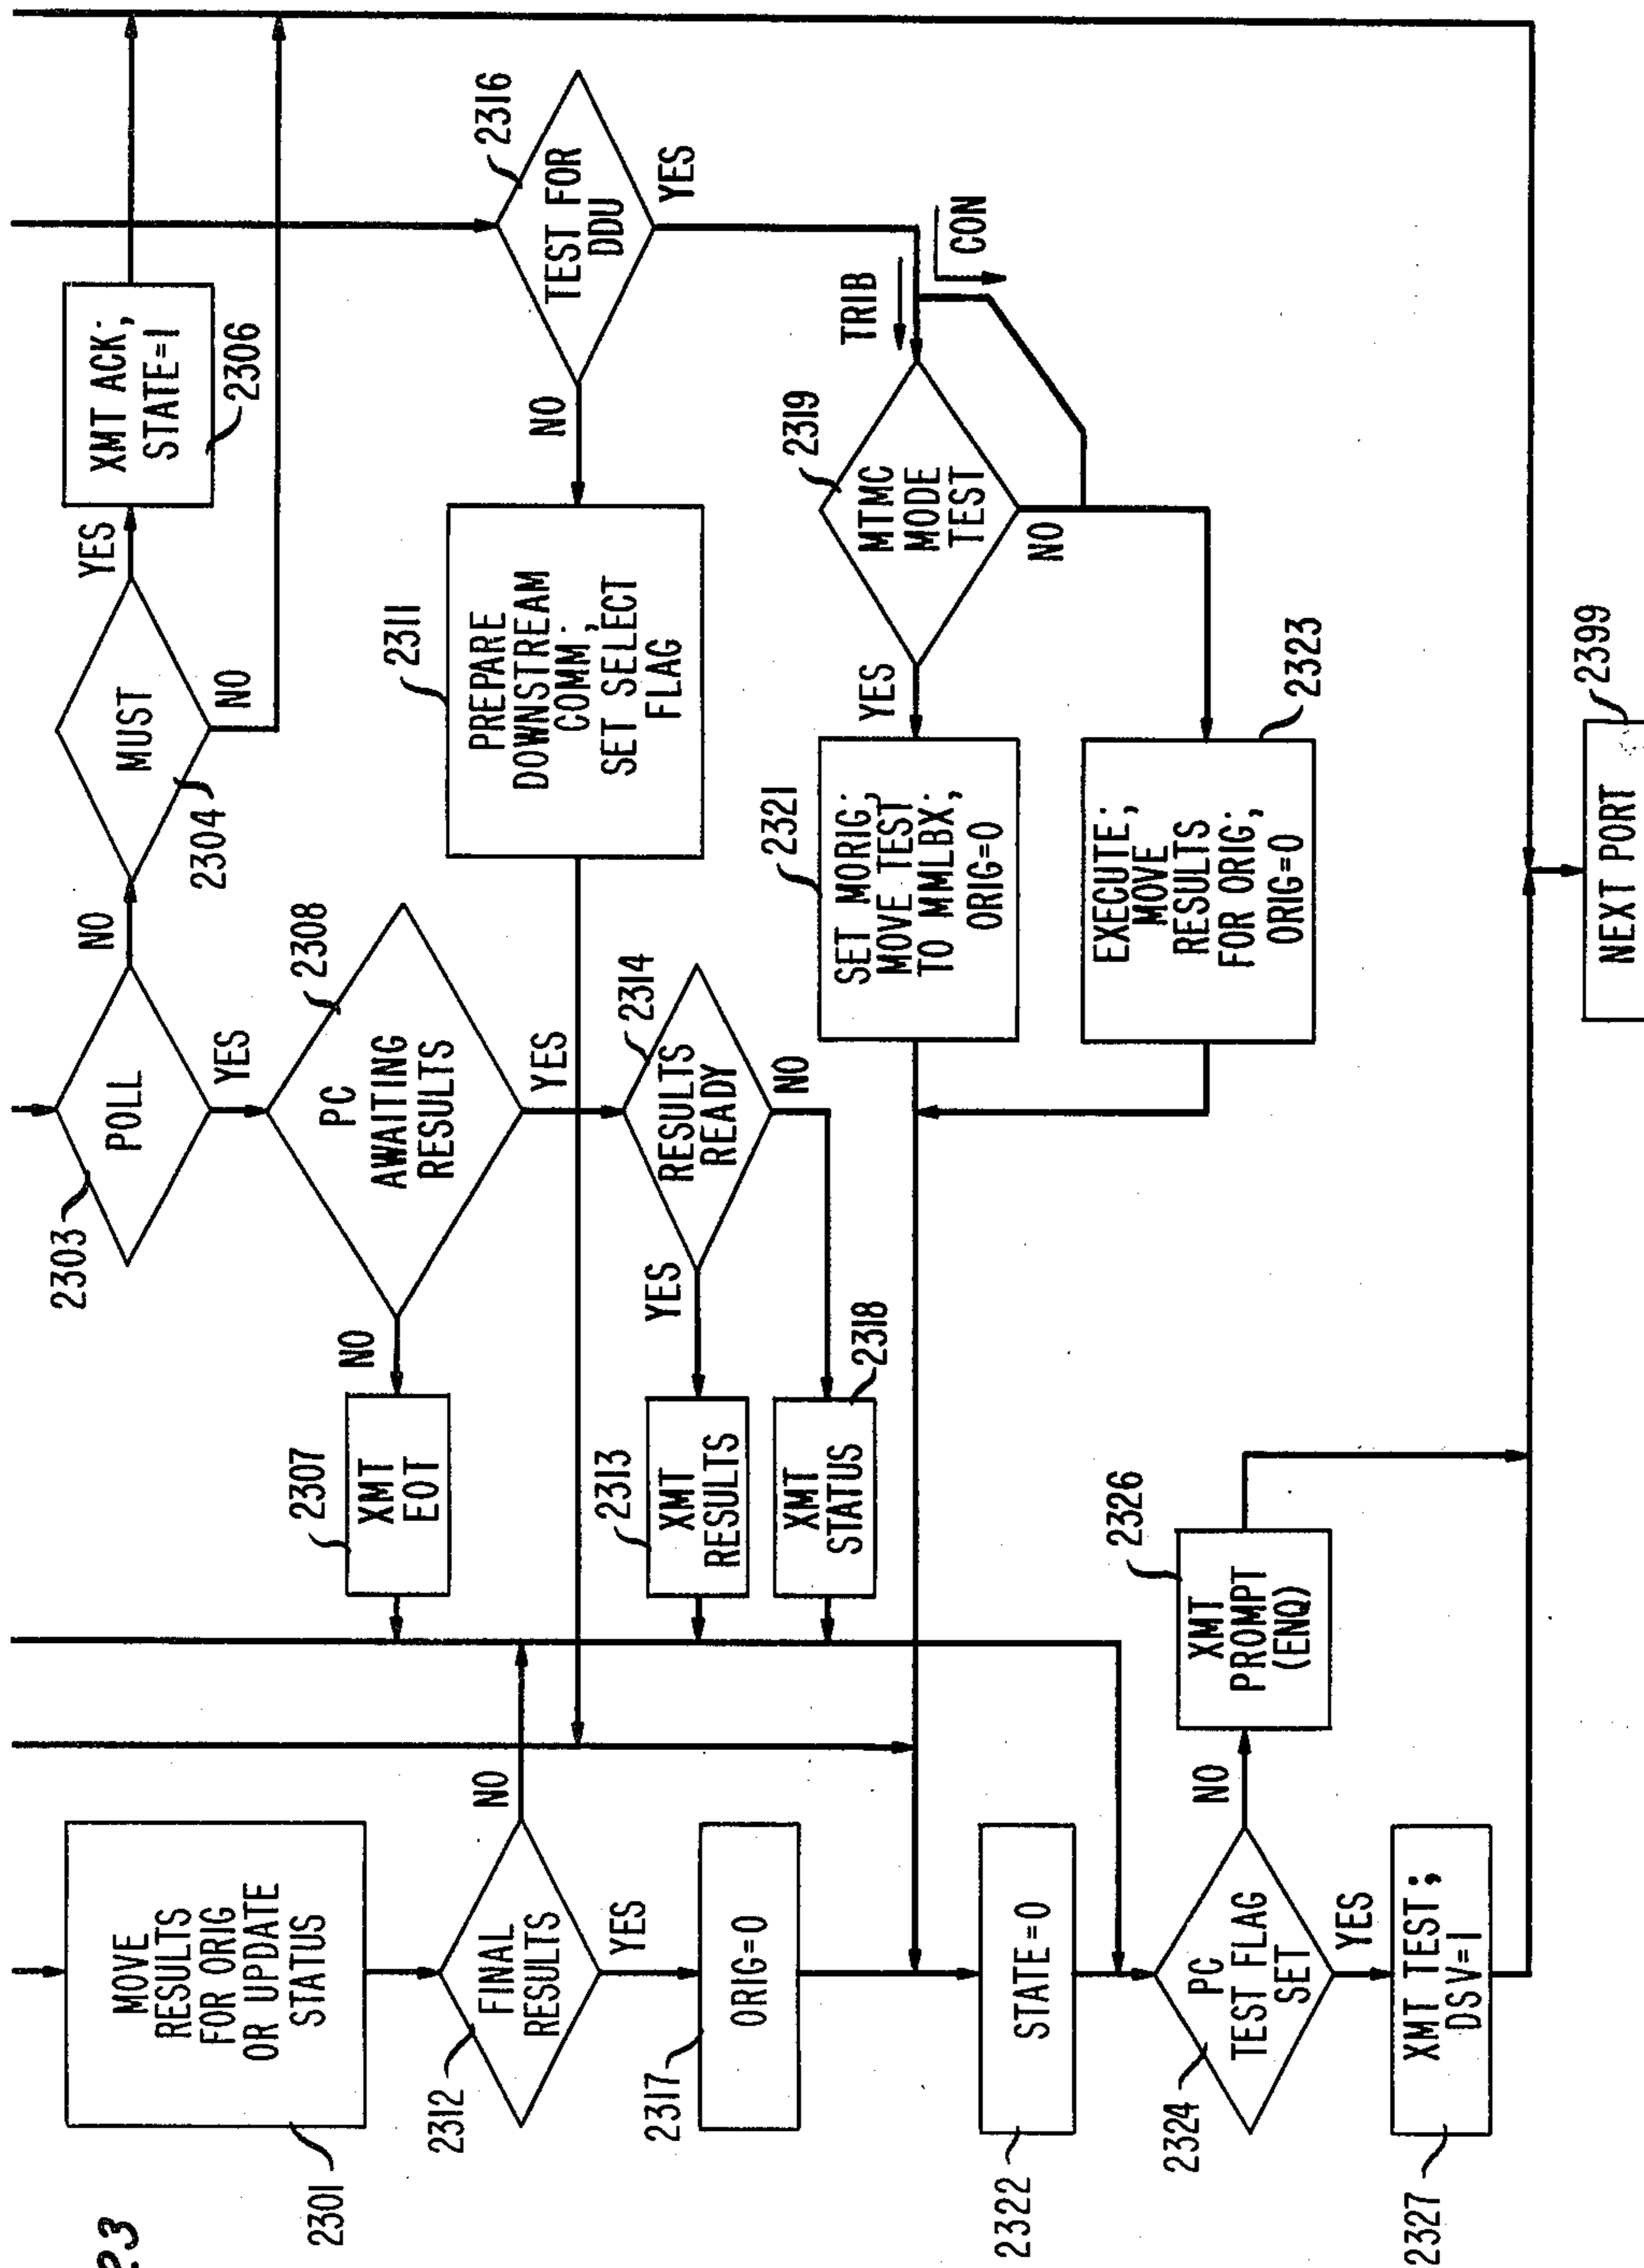 23
MOVE
RESULTS
FOR ORIG
OR UPDATE
STATUS
2301
FINAL
RESULTS
2312
NO
YES
ORIG=0
2317
STATE=0
2322
PC
TEST FLAG
SET
2324
NO
YES
XMT
PROMPT
(ENQ)
2326
XMT TEST;
DSV=1
2327
POLL
2303
NO
YES
MUST
2304
YES
NO
XMT ACK;
STATE=1
2306
PC
AWAITING
RESULTS
2308
NO
YES
XMT
EOT
2307
RESULTS
READY
2314
YES
NO
XMT
RESULTS
2313
XMT
STATUS
2318
PREPARE
DOWNSTREAM
COMM;
SET SELECT
FLAG
2311
TEST FOR
DDU
2316
NO
YES
TRIB
CON
MTMC
MODE
TEST
2319
YES
NO
SET MORIG;
MOVE TEST
TO MMLBX;
ORIG=0
2321
EXECUTE;
MOVE
RESULTS
FOR ORIG;
ORIG=0
2323
NEXT PORT
2399